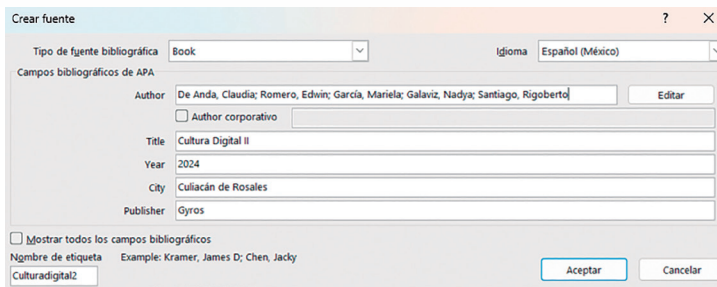 Crear fuente ? X
Tipo de fuente bibliográfica Book Idioma Español (México)
Campos bibliográficos de APA
Author De Anda, Claudia; Romero, Edwin; García, Mariela; Galaviz, Nadya; Santiago, Rigoberto Editar
Author corporativo
Title Cultura Digital II
Year 2024
City Culiacán de Rosales
Publisher Gyros
Mostrar todos los campos bibliográficos
Nombre de etiqueta Example: Kramer, James D; Chen, Jacky
Culturadigital2 Aceptar Cancelar